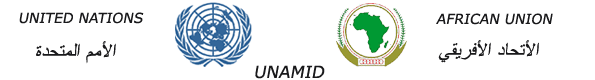 UNITED NATIONS
الأمم المتحدة
AFRICAN UNION
الأتحاد الأفريقي
UNAMID